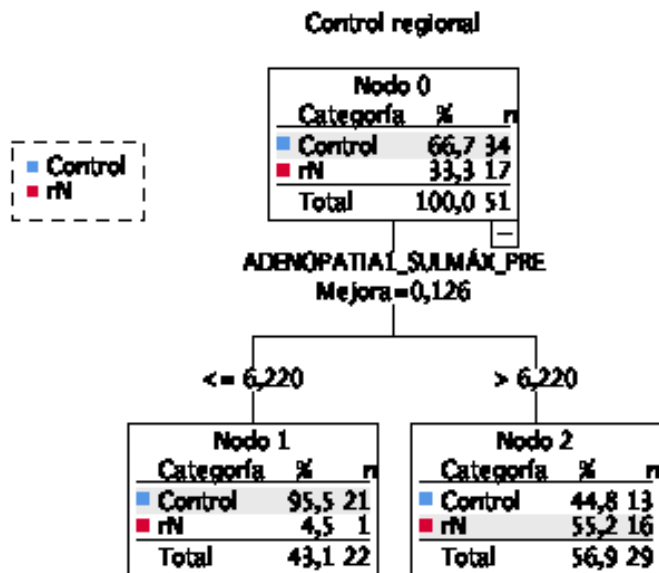 Control regional
Control
rN
Nodo 0
Categoría % n
Control 66,7 34
rN 33,3 17
Total 100,0 51
ADENOPATIA1_SULMÁX_PRE
Mejora=0,126
<= 6,220
> 6,220
Nodo 1
Categoría % n
Control 95,5 21
rN 4,5 1
Total 43,1 22
Nodo 2
Categoría % n
Control 44,8 13
rN 55,2 16
Total 56,9 29